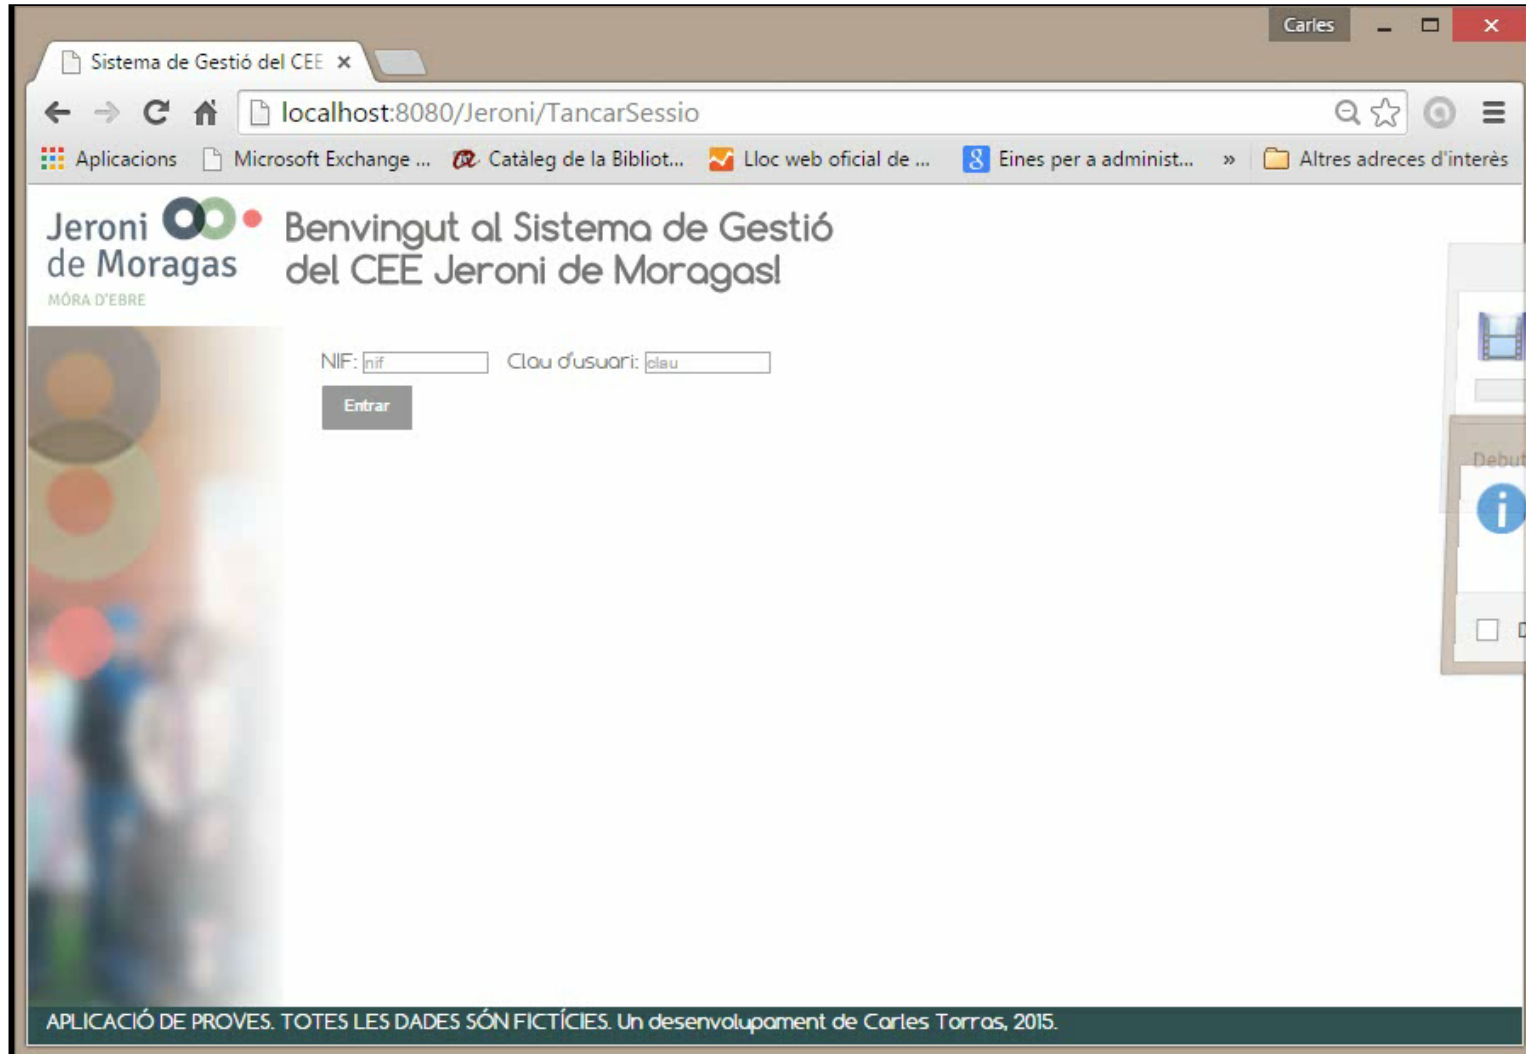 Carles
Sistema de Gestió del CEE
localhost:8080/Jeroni/TancarSessio
Aplicacions Microsoft Exchange ... Catàleg de la Bibliot... Lloc web oficial de ... 8 Eines per a administ... » Altres adreces d'interès
Jeroni
de Moragas
MÓRA D'EBRE
Benvingut al Sistema de Gestió
del CEE Jeroni de Moragas!
NIF: nif Clau d'usuari: clau
Entrar
Debut
APLICACIÓ DE PROVES. TOTES LES DADES SÓN FICTÍCIES. Un desenvolupament de Carles Torras, 2015.